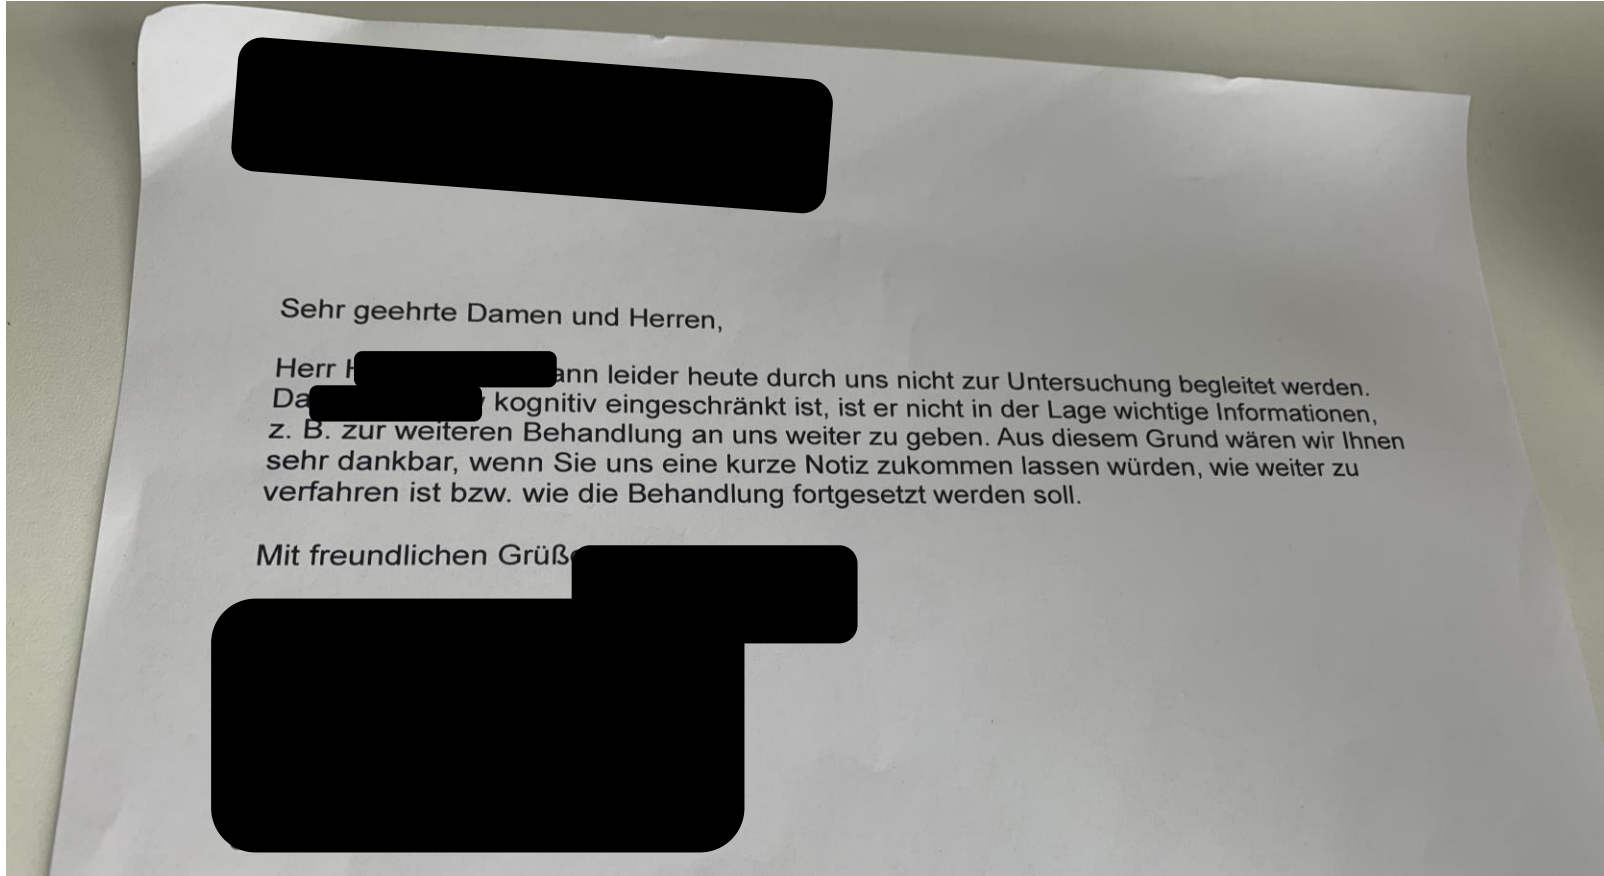 Sehr geehrte Damen und Herren,
Herr leider heute durch uns nicht zur Untersuchung begleitet werden.
kognitiv eingeschränkt ist, ist er nicht in der Lage wichtige Informationen,
z. B. zur weiteren Behandlung an uns weiter zu geben. Aus diesem Grund wären wir Ihnen
sehr dankbar, wenn Sie uns eine kurze Notiz zukommen lassen würden, wie weiter zu
verfahren ist bzw. wie die Behandlung fortgesetzt werden soll.
Mit freundlichen